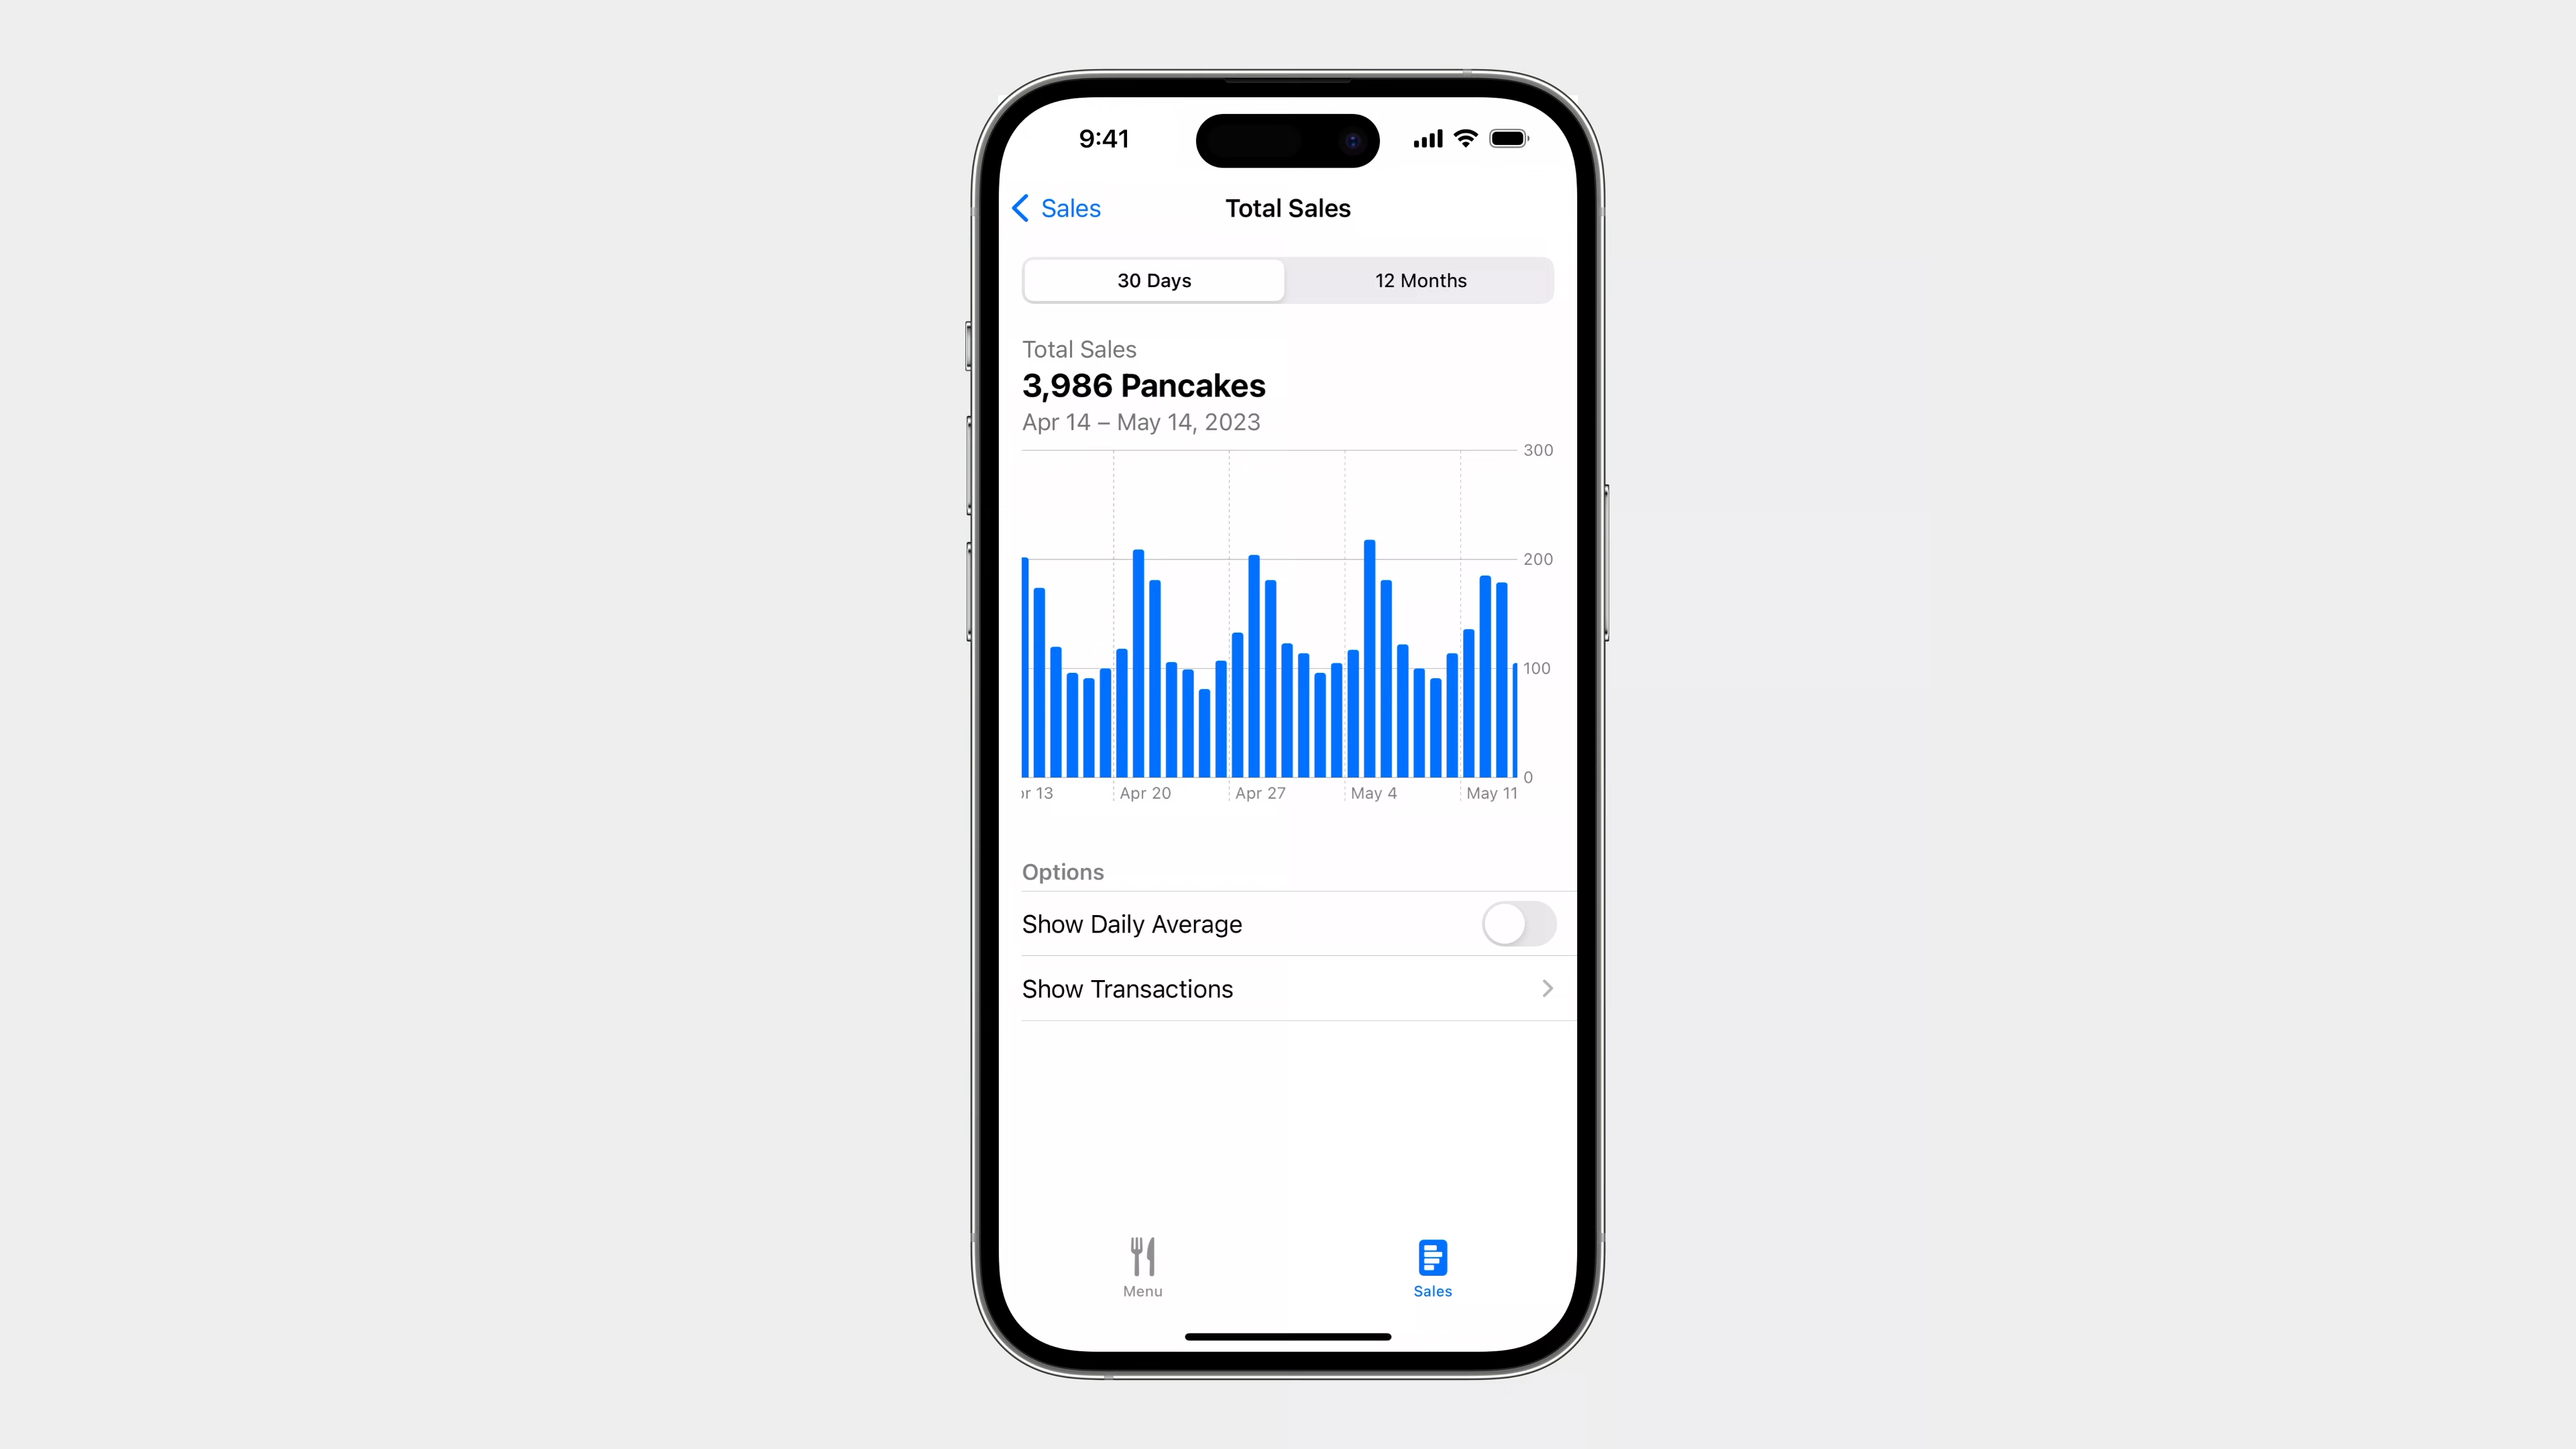 9:41
Sales
Total Sales
30 Days
12 Months
Total Sales
3,986 Pancakes
Apr 14 – May 14, 2023
300
200
100
0
r 13
Apr 20
Apr 27
May 4
May 11
Options
Show Daily Average
Show Transactions
Menu
Sales